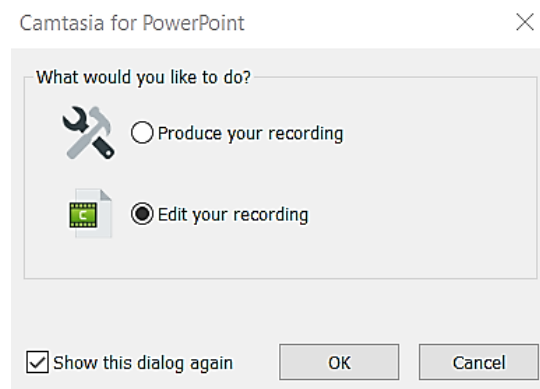 Camtasia for PowerPoint
What would you like to do?
Produce your recording
C
Edit your recording
Show this dialog again
OK
Cancel